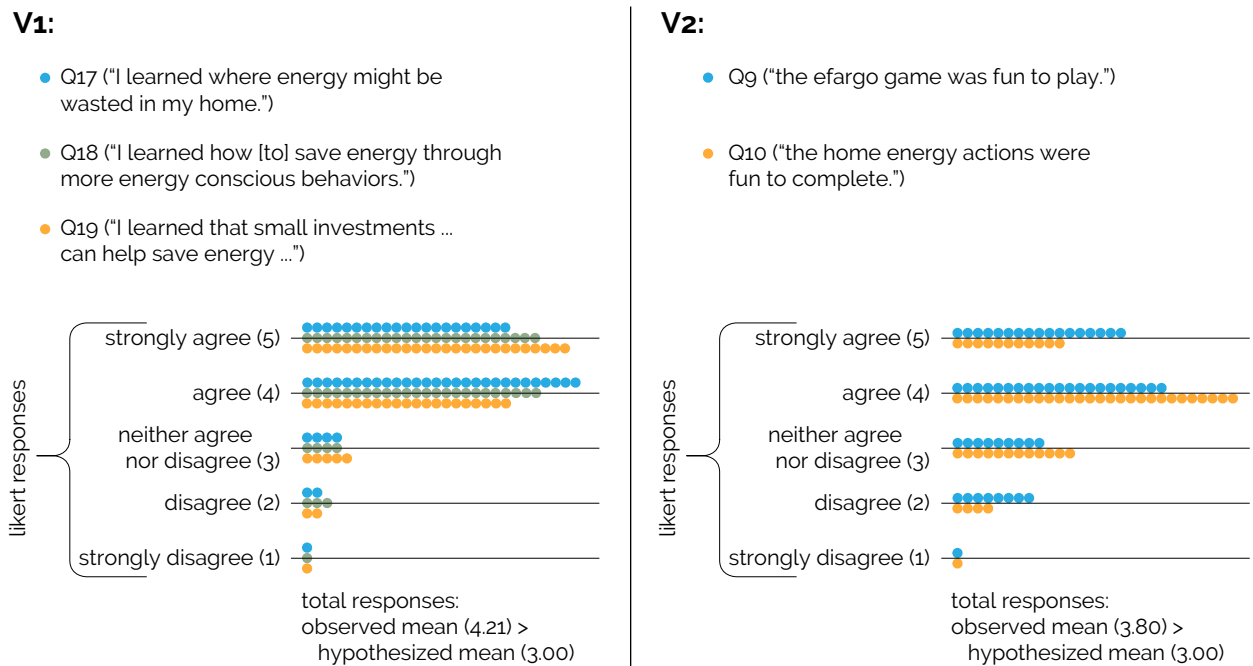 V1:
Q17 (“I learned where energy might be
wasted in my home.”)
Q18 (“I learned how [to] save energy through
more energy conscious behaviors.”)
Q19 (“I learned that small investments ...
can help save energy ...”)
likert responses
strongly agree (5)
agree (4)
neither agree
nor disagree (3)
disagree (2)
strongly disagree (1)
total responses:
observed mean (4.21) >
hypothesized mean (3.00)
V2:
Q9 (“the efargo game was fun to play.”)
Q10 (“the home energy actions were
fun to complete.”)
likert responses
strongly agree (5)
agree (4)
neither agree
nor disagree (3)
disagree (2)
strongly disagree (1)
total responses:
observed mean (3.80) >
hypothesized mean (3.00)